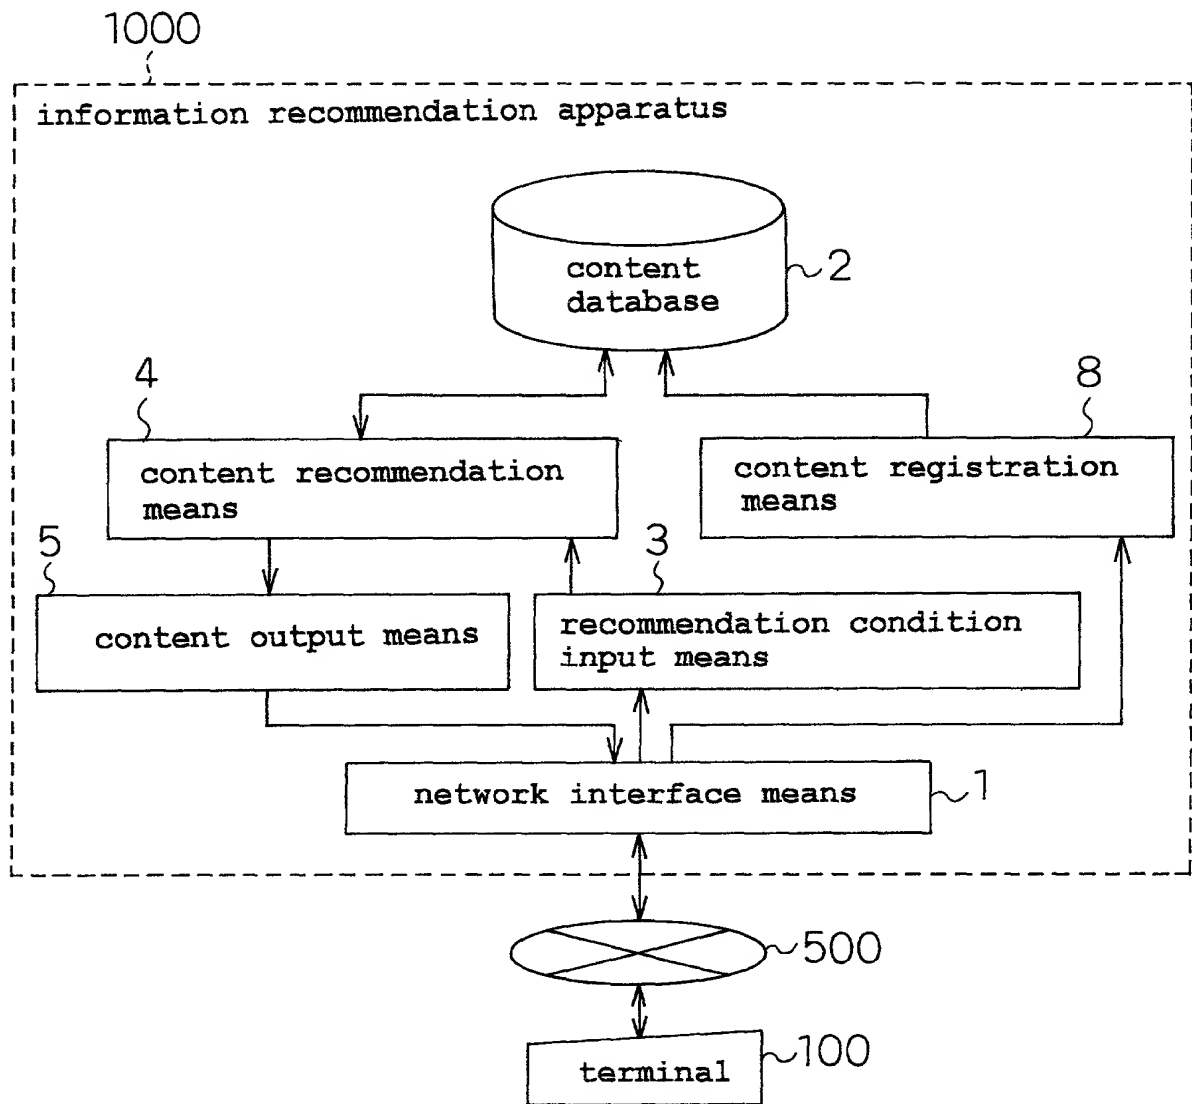 1000
information recommendation apparatus
content
database
2
4
8
content recommendation
means
content registration
means
5
3
content output means
recommendation condition
input means
network interface means
1
500
terminal
100